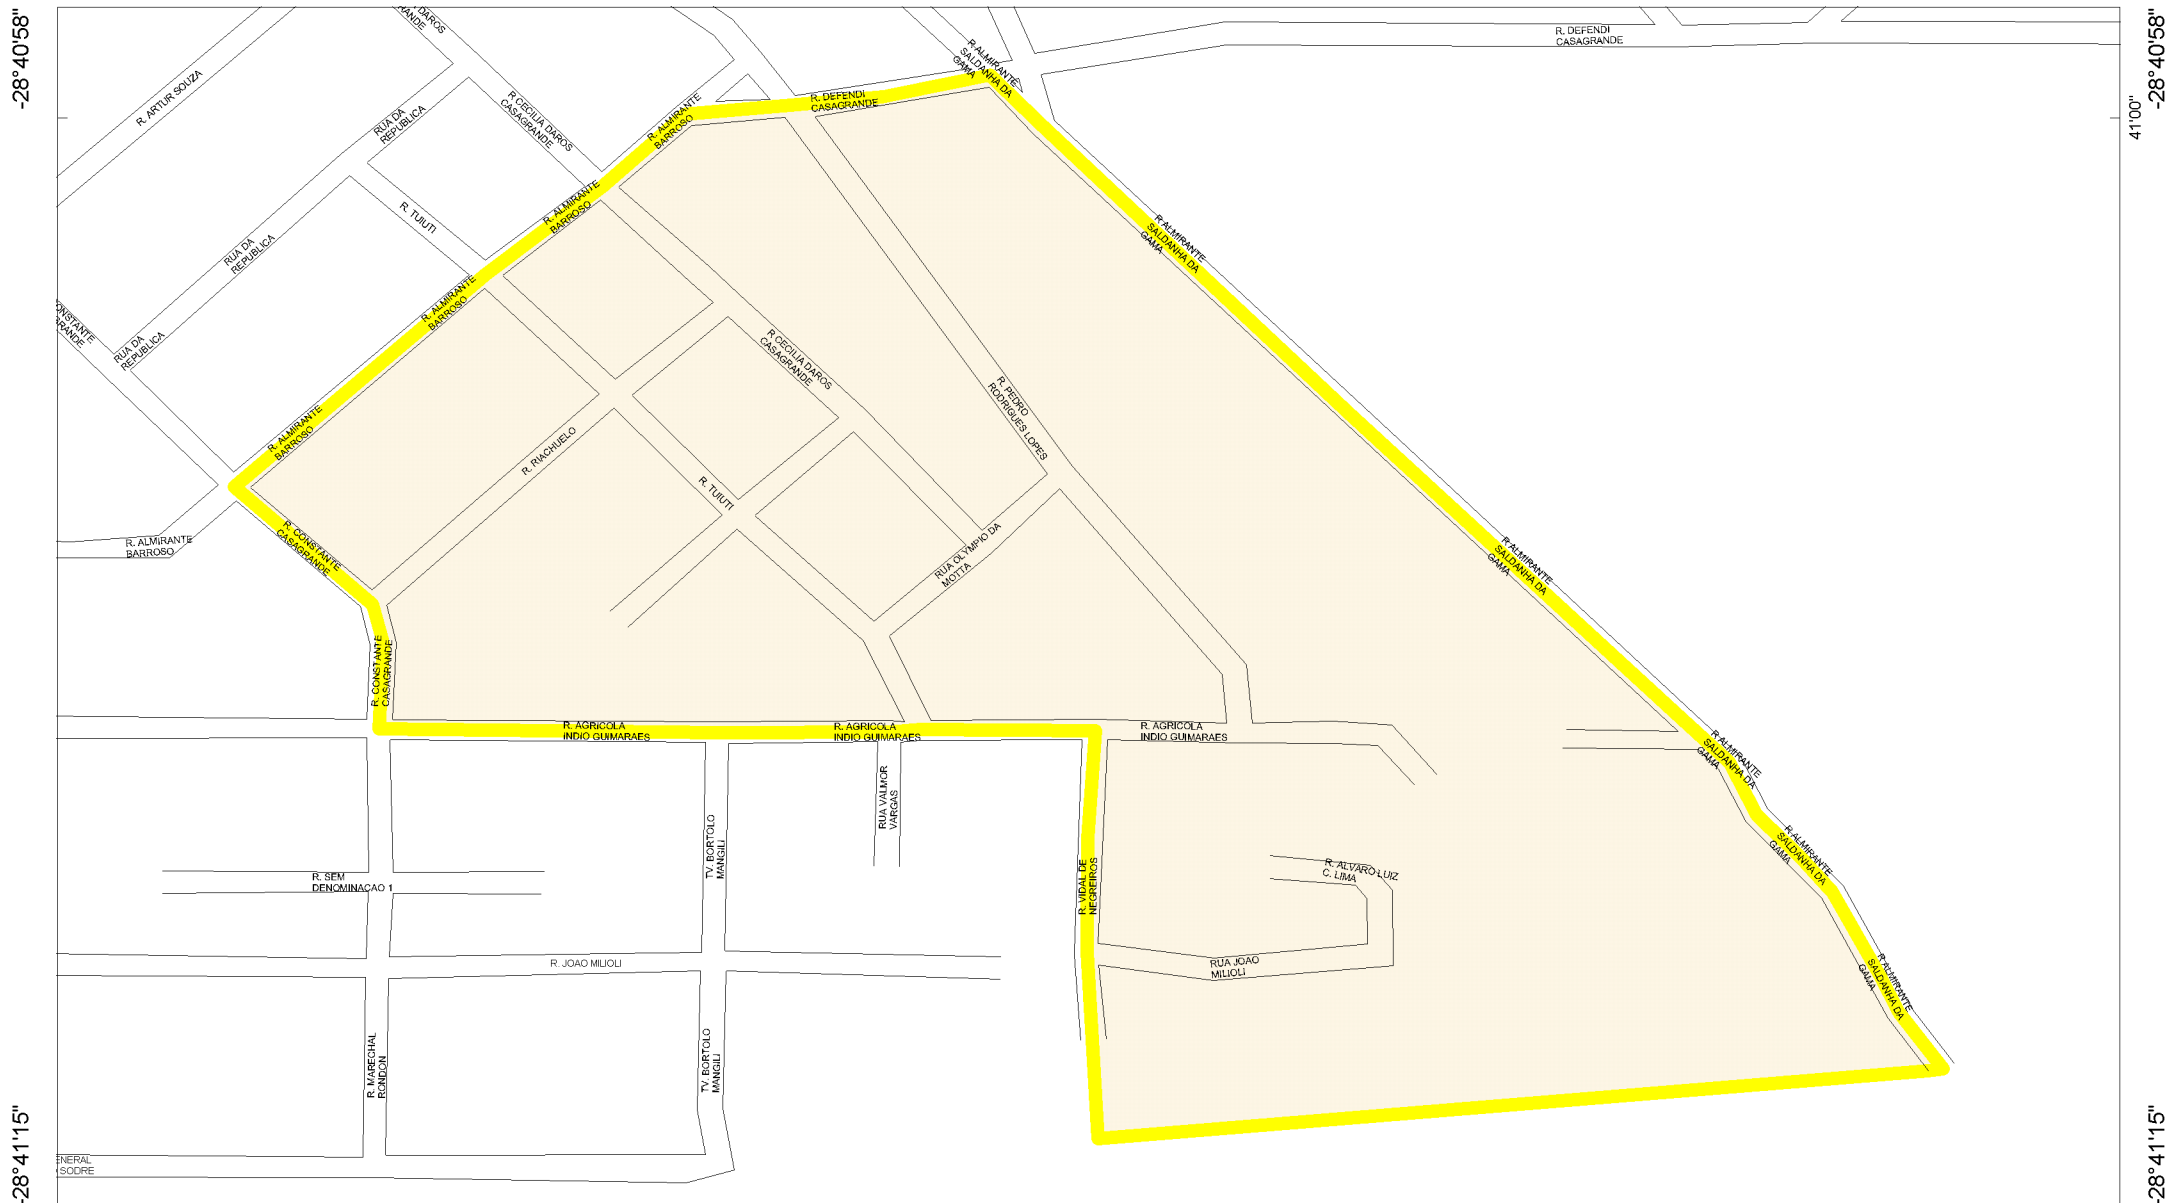 -28°40'58"
-28°40'58"
41'00"
DAROS
RANDE
R. DEFENDI
CASAGRANDE
R. ARTUR SOUZA
RUA DA
REPUBLICA
R CECILIA DAROS
CASAGRANDE
R. ALMIRANTE
BARROSO
R. DEFENDI
CASAGRANDE
R ALMIRANTE
SALDANHA DA
GAMA
R. TUIUTI
RUA DA
REPUBLICA
R. ALMIRANTE
BARROSO
R ALMIRANTE
SALDANHA DA
GAMA
ONSTANTE
GRANDE
RUA DA
REPUBLICA
R. ALMIRANTE
BARROSO
R CECILIA DAROS
CASAGRANDE
R. PEDRO
RODRIGUES LOPES
R. ALMIRANTE
BARROSO
R. RIACHUELO
R. TUIUTI
R. ALMIRANTE
BARROSO
R. CONSTANTE
CASAGRANDE
RUA OLYMPIO DA
MOTTA
R ALMIRANTE
SALDANHA DA
GAMA
R. CONSTANTE
CASAGRANDE
R. AGRICOLA
INDIO GUIMARAES
R. AGRICOLA
INDIO GUIMARAES
R. AGRICOLA
INDIO GUIMARAES
R ALMIRANTE
SALDANHA DA
GAMA
RUA VALMOR
VARGAS
TV. BORTOLO
MANGILI
R. SEM
DENOMINACAO 1
R. VIDAL DE
NEGREIROS
R. ALVARO LUIZ
C. LIMA
R ALMIRANTE
SALDANHA DA
GAMA
R. JOAO MILIOLI
RUA JOAO
MILIOLI
R ALMIRANTE
SALDANHA DA
GAMA
R. MARECHAL
RONDON
TV. BORTOLO
MANGILI
ENERAL
SODRE
-28°41'15"
-28°41'15"